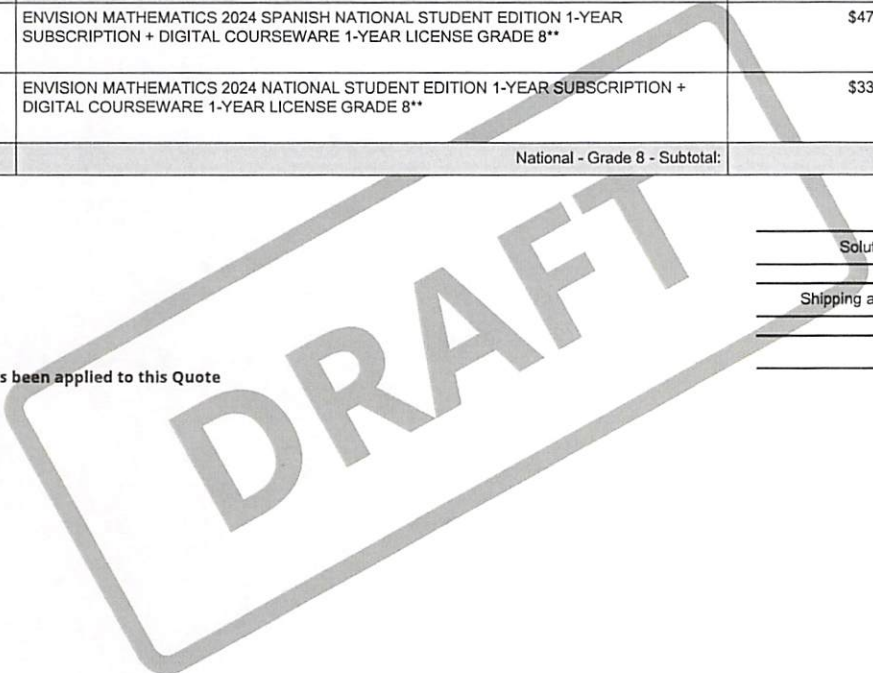 ENVISION MATHEMATICS 2024 SPANISH NATIONAL STUDENT EDITION 1-YEAR
SUBSCRIPTION + DIGITAL COURSEWARE 1-YEAR LICENSE GRADE 8**
$47
ENVISION MATHEMATICS 2024 NATIONAL STUDENT EDITION 1-YEAR SUBSCRIPTION +
DIGITAL COURSEWARE 1-YEAR LICENSE GRADE 8**
$33
National - Grade 8 - Subtotal:
Solut
Shipping a
s been applied to this Quote
DRAFT